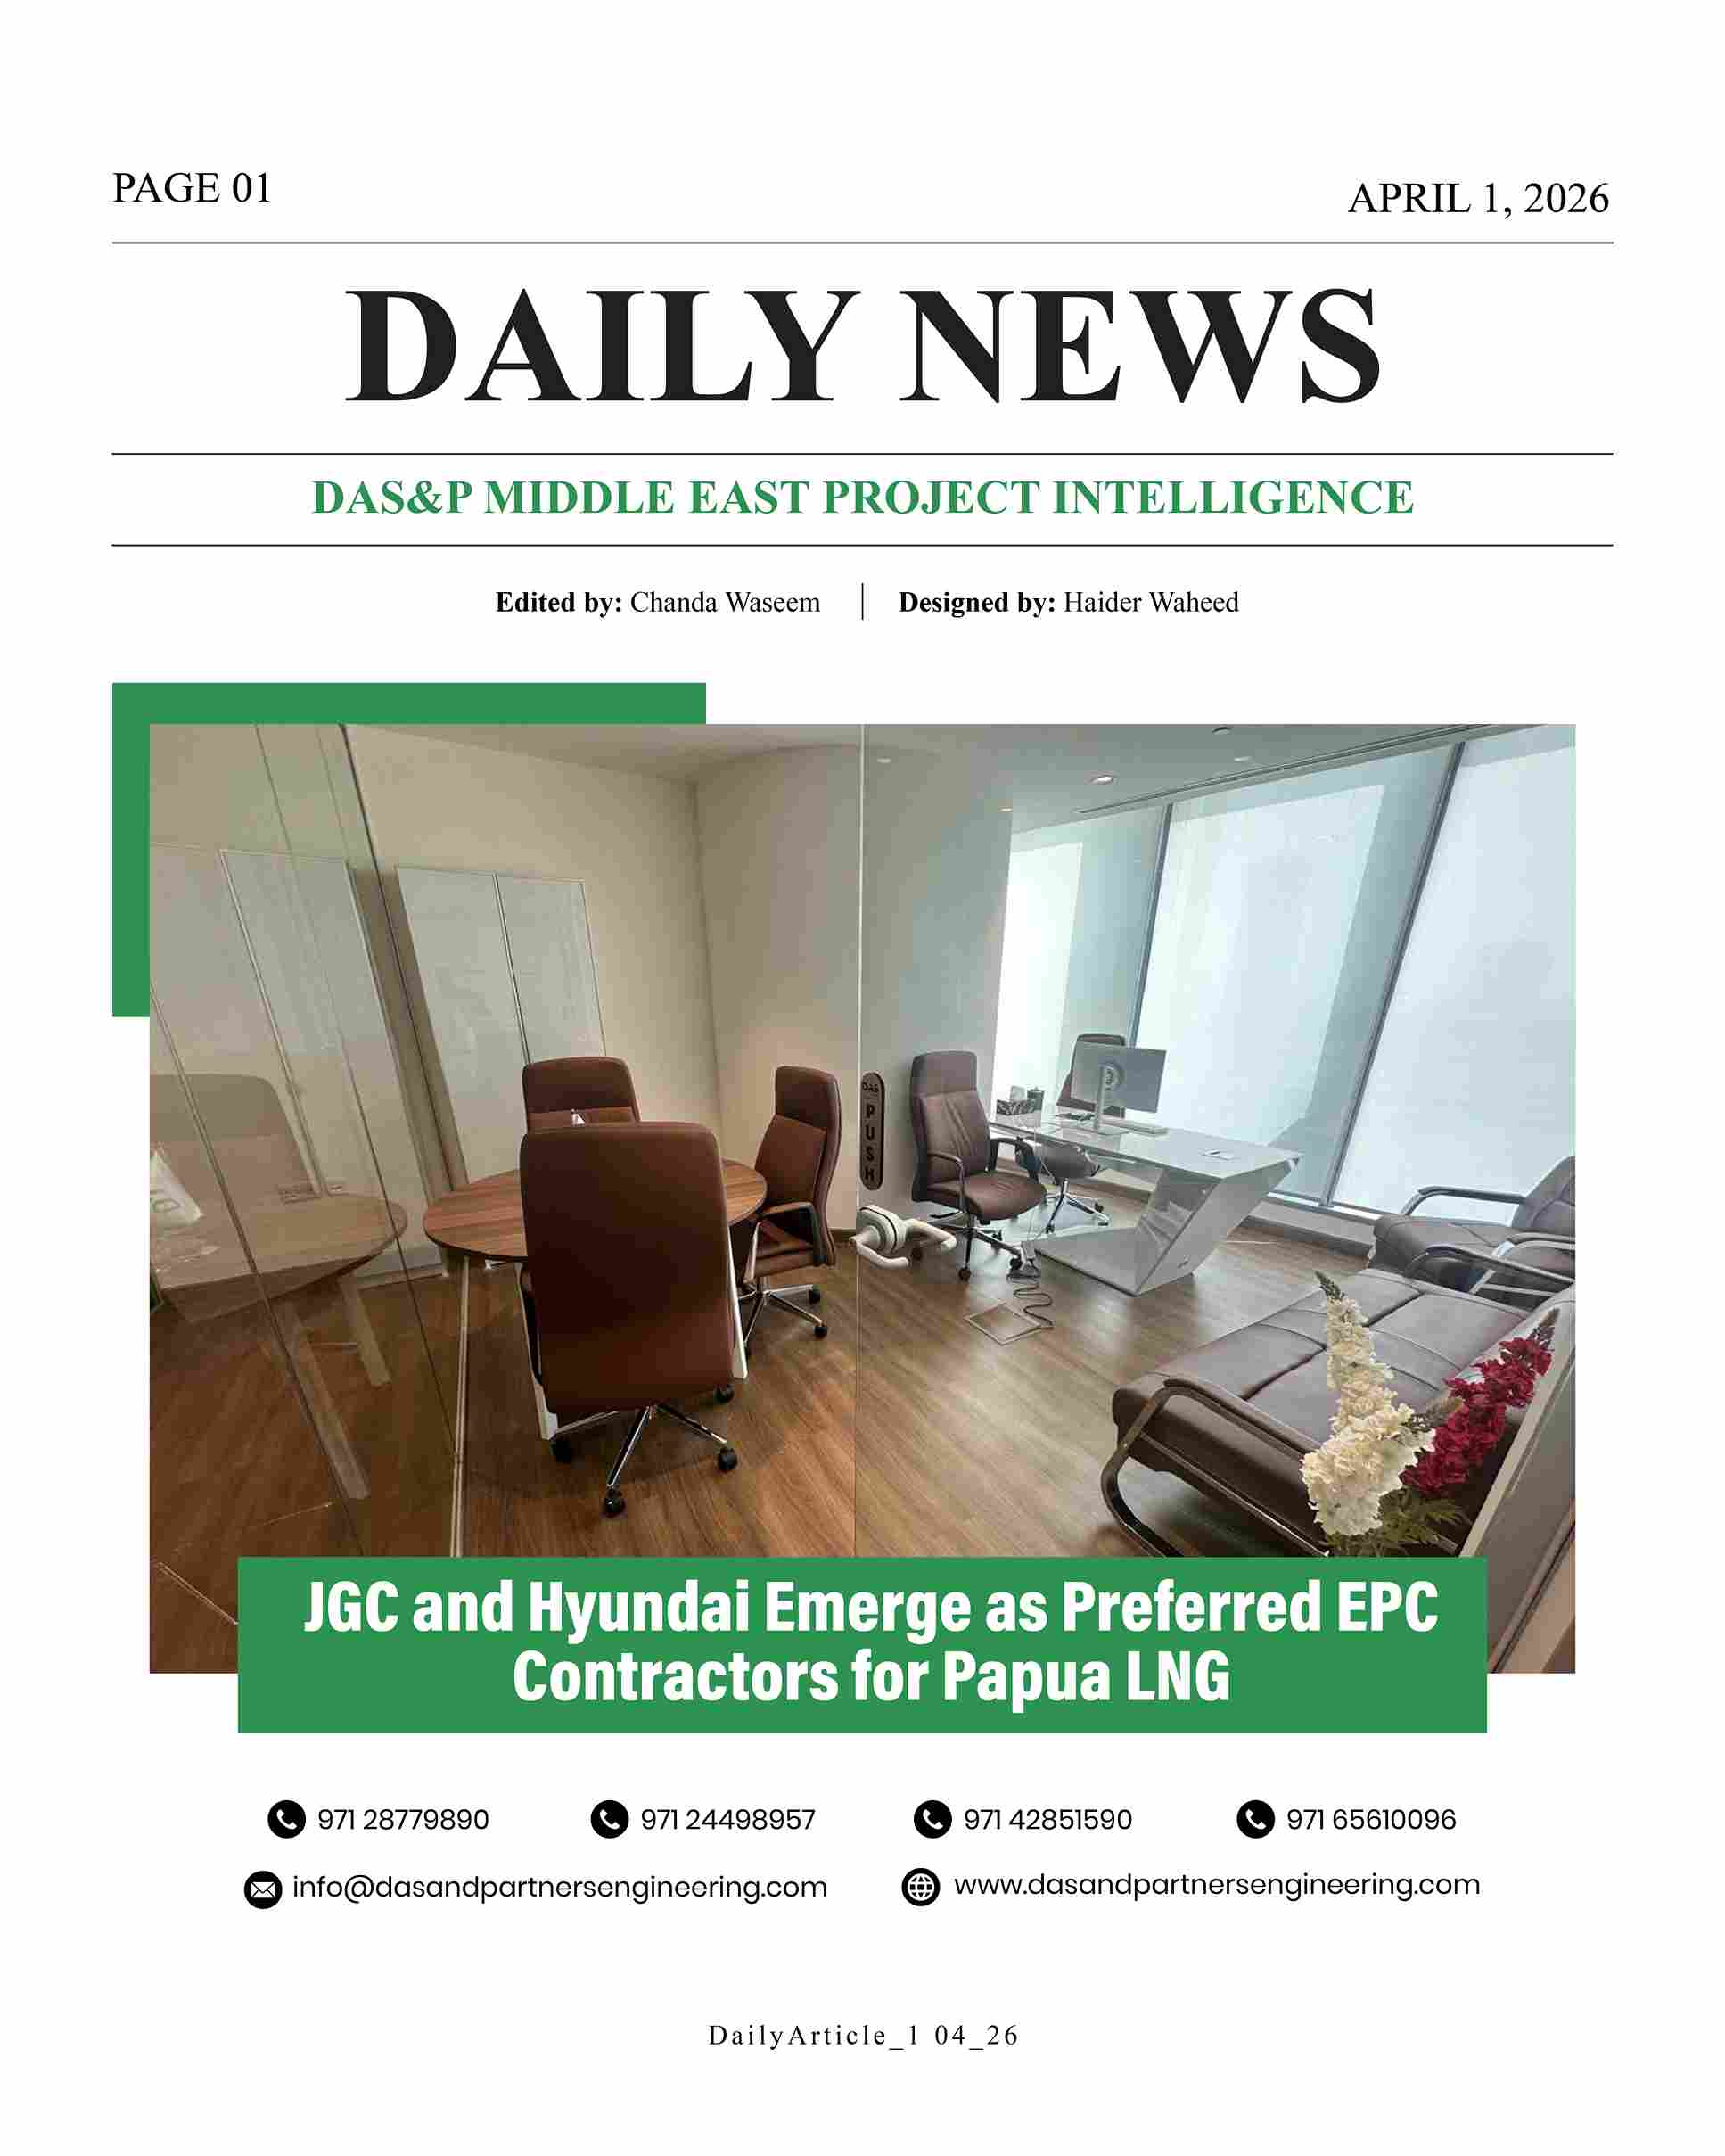 PAGE 01
APRIL 1, 2026
DAILY NEWS
DAS&P MIDDLE EAST PROJECT INTELLIGENCE
Edited by: Chanda Waseem
Designed by: Haider Waheed
DAS
PUSH
JGC and Hyundai Emerge as Preferred EPC
Contractors for Papua LNG
971 28779890
971 24498957
971 42851590
971 65610096
info@dasandpartnersengineering.com
www.dasandpartnersengineering.com
DailyArticle_1 04_26